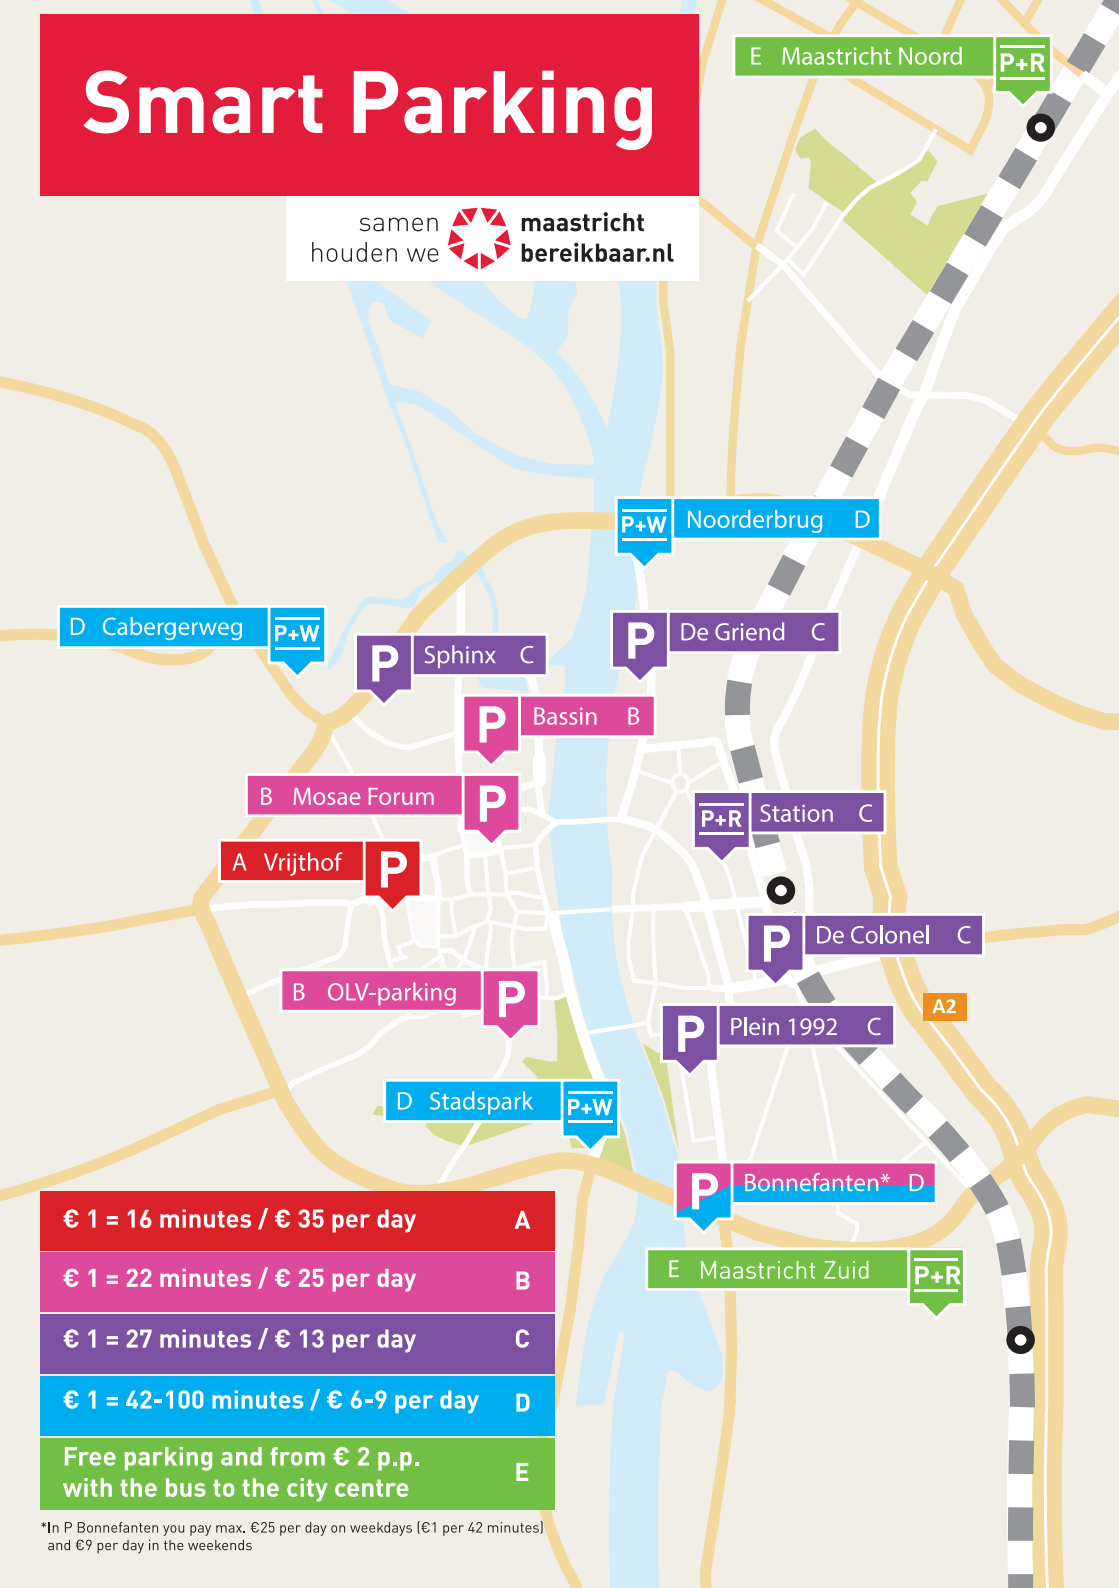 Smart Parking
samen
houden we
maastricht
bereikbaar.nl
E Maastricht Noord P+R
P+W Noorderbrug D
D Cabergerweg P+W
P De Griend C
P Sphinx C
P Bassin B
B Mosae Forum P
P+R Station C
A Vrijthof P
P De Colonel C
B OLV-parking P
A2
P Plein 1992 C
D Stadspark P+W
P Bonnefanten* D
E Maastricht Zuid P+R
€ 1 = 16 minutes / € 35 per day A
€ 1 = 22 minutes / € 25 per day B
€ 1 = 27 minutes / € 13 per day C
€ 1 = 42-100 minutes / € 6-9 per day D
Free parking and from € 2 p.p.
with the bus to the city centre E
*In P Bonnefanten you pay max. €25 per day on weekdays (€1 per 42 minutes)
and €9 per day in the weekends